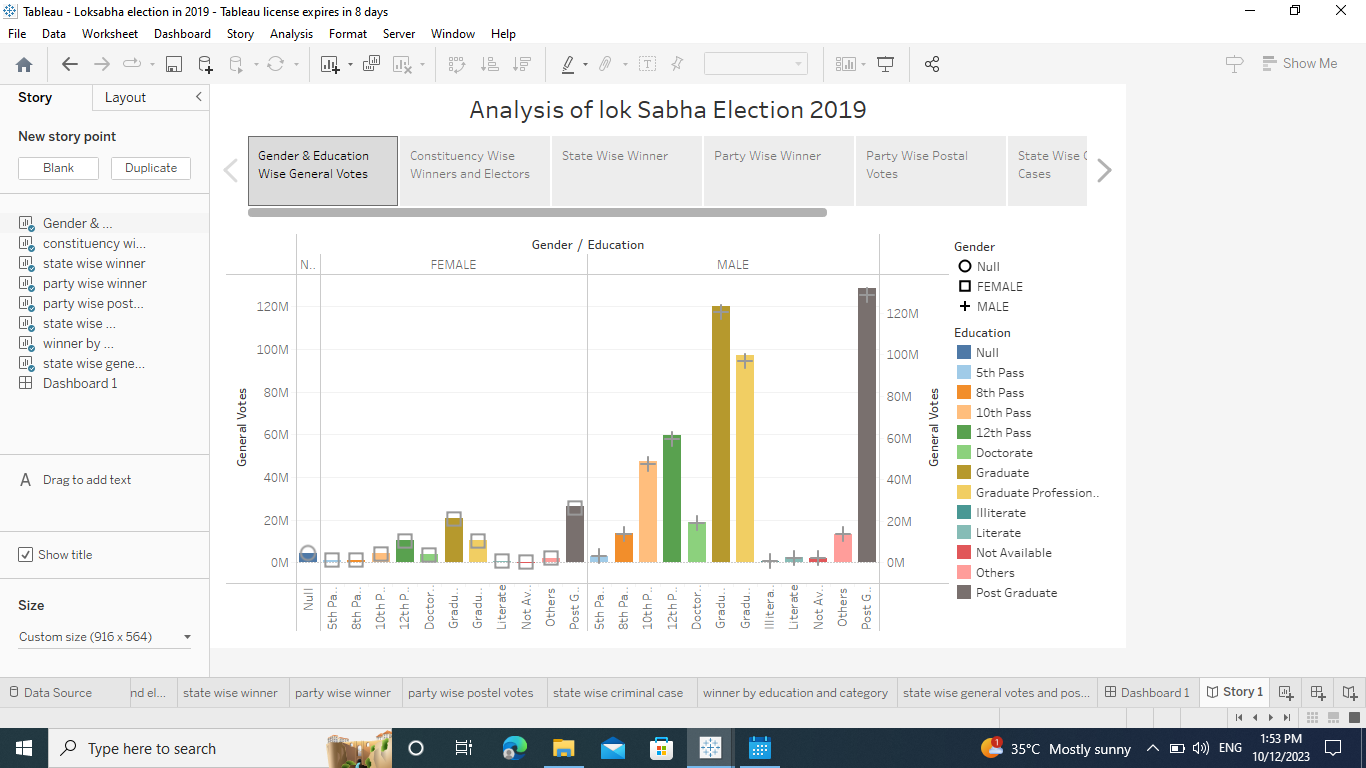 Tableau - Loksabha election in 2019 - Tableau license expires in 8 days
File Data Worksheet Dashboard Story Analysis Format Server Window Help
Show Me
Story Layout
New story point
Blank Duplicate
Gender & ...
constituency wi...
state wise winner
party wise winner
party wise post...
state wise ...
winner by ...
state wise gene...
Dashboard 1
A Drag to add text
Show title
Size
Custom size (916 x 564)
Analysis of lok Sabha Election 2019
Gender & Education
Wise General Votes
Constituency Wise
Winners and Electors
State Wise Winner
Party Wise Winner
Party Wise Postal
Votes
State Wise C
Cases
Gender / Education
N.. FEMALE MALE
General Votes
120M
100M
80M
60M
40M
20M
0M
120M
100M
80M
60M
40M
20M
0M
General Votes
Null
5th Pa..
8th Pa..
10th P..
12th P..
Doctor..
Gradu..
Gradu..
Literate
Not Av..
Others
Post G..
5th Pa..
8th Pa..
10th P..
12th P..
Doctor..
Gradu..
Gradu..
Illitera..
Literate
Not Av..
Others
Post G..
Gender
Null
FEMALE
MALE
Education
Null
5th Pass
8th Pass
10th Pass
12th Pass
Doctorate
Graduate
Graduate Profession..
Illiterate
Literate
Not Available
Others
Post Graduate
Data Source nd el... state wise winner party wise winner party wise postel votes state wise criminal case winner by education and category state wise general votes and pos... Dashboard 1 Story 1
Type here to search
1
35°C Mostly sunny
ENG
1:53 PM
10/12/2023